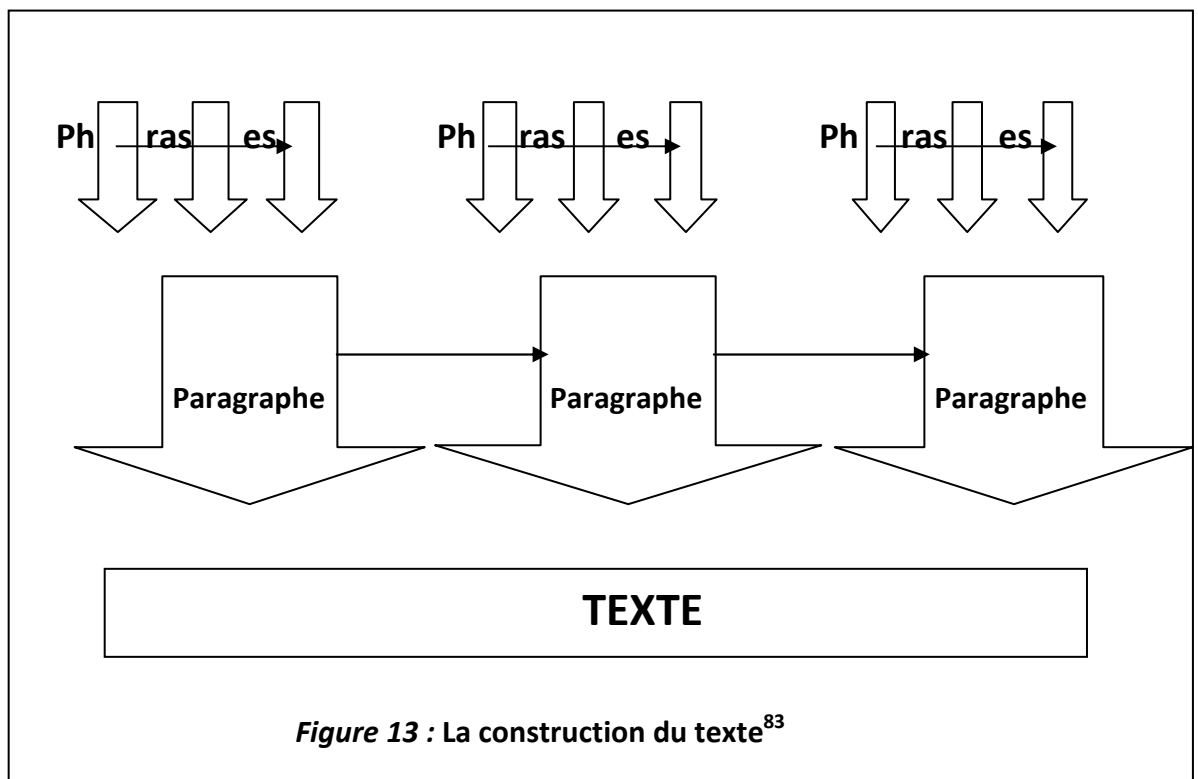 Ph ras es Ph ras es Ph ras es
Paragraphe Paragraphe Paragraphe
TEXTE
Figure 13 : La construction du texte83